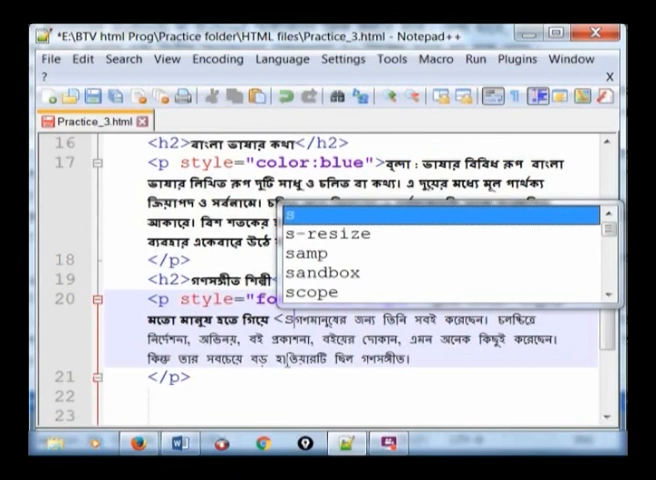 *E:\BTV html Prog\Practice folder\HTML files\Practice_3.html - Notepad++
File Edit Search View Encoding Language Settings Tools Macro Run Plugins Window
? X
Practice_3.html
16 <h2>বাংলা ভাষার কথা</h2>
17 <p style="color:blue">বৃন্দা : ভাষার বিবিধ রূপ বাংলা
ভাষার লিখিত রূপ দুটি সাধু ও চলিত বা কথ্য। এ দুয়ের মধ্যে মূল পার্থক্য
ক্রিয়াপদ ও সর্বনামে।
আকারে। বিশ শতকের
ব্যবহার একেবারে উঠে
18 </p>
19 <h2>গণসঙ্গীত শিল্পী
20 <p style="fo
মতো মানুষ হতে গিয়ে <sগণমানুষের জন্য তিনি সবই করেছেন। চলচ্চিত্র
নির্দেশনা, অভিনয়, বই প্রকাশনা, বইয়ের দোকান, এমন অনেক কিছুই করেছেন।
কিন্তু তার সবচেয়ে বড় হাতিয়ারটি ছিল গণসঙ্গীত।
21 </p>
22
23
s
s-resize
samp
sandbox
scope